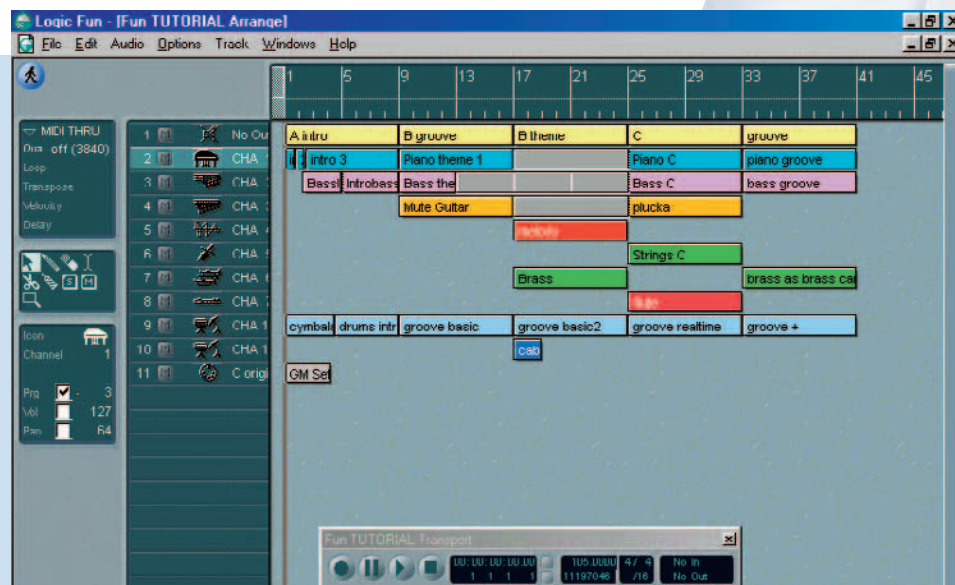 Logic Fun - [Fun TUTORIAL Arrange]
File Edit Audio Options Track Windows Help
1 5 9 13 17 21 25 29 33 37 41 45
MIDI THRU
off (3840)
Loop
Transpose
Velocity
Delay
1 M No Ou A intro B groove B theme C groove
2 M CHA intro 3 Piano theme 1 Piano C piano groove
3 M CHA Introbass Bass the Bass C bass groove
4 M CHA Mute Guitar plucka
5 M CHA melody
6 M CHA Strings C
7 M CHA Brass brass as brass ca
8 M CHA flute
9 M CHA 1 cymbals drums intr groove basic groove basic2 groove realtime groove +
10 M CHA 1 cab
11 M C origi GM Set
S M
Icon
Channel 1
Prg - 3
Vol 127
Pan 64
Fun TUTORIAL Transport
00:00:00:00.00 105.0000 4/ 4 No In
1 1 1 1 11197046 /16 No Out